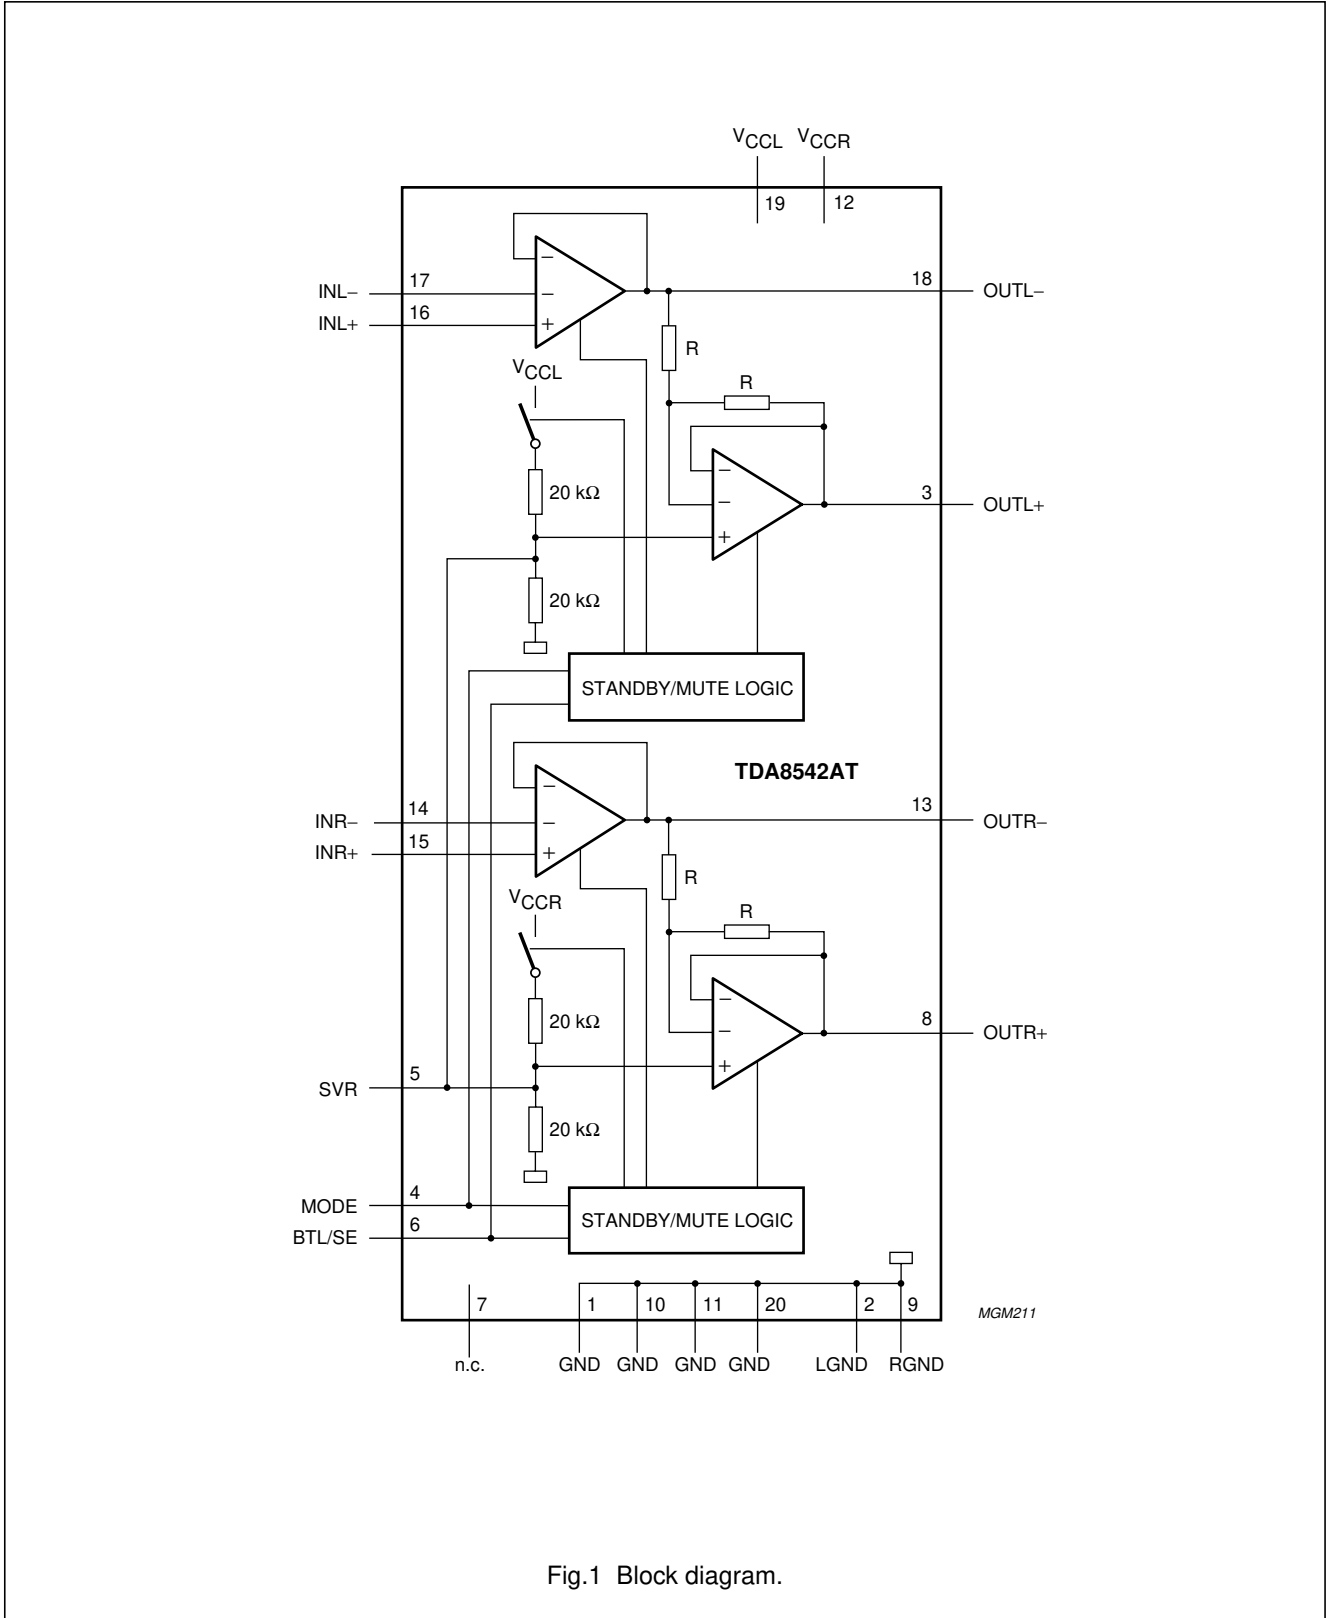 VCCL VCCR
19 12
INL− 17 − − 18 OUTL−
INL+ 16 +
R
VCCL
R
20 kΩ − − 3 OUTL+
+
20 kΩ
STANDBY/MUTE LOGIC
TDA8542AT
INR− 14 − − 13 OUTR−
INR+ 15 +
R
VCCR
R
20 kΩ − − 8 OUTR+
+
SVR 5
20 kΩ
MODE 4
STANDBY/MUTE LOGIC
BTL/SE 6
7 1 10 11 20 2 9
MGM211
n.c. GND GND GND GND LGND RGND
Fig.1 Block diagram.